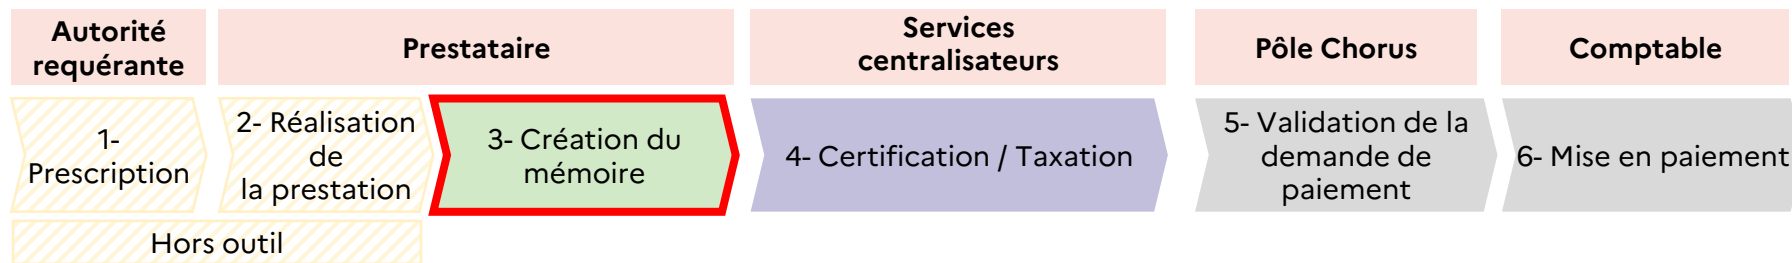 Autorité
requérante
Prestataire
Services
centralisateurs
Pôle Chorus
Comptable
1-
Prescription
2- Réalisation
de
la prestation
3- Création du
mémoire
4- Certification / Taxation
5- Validation de la
demande de
paiement
6- Mise en paiement
Hors outil